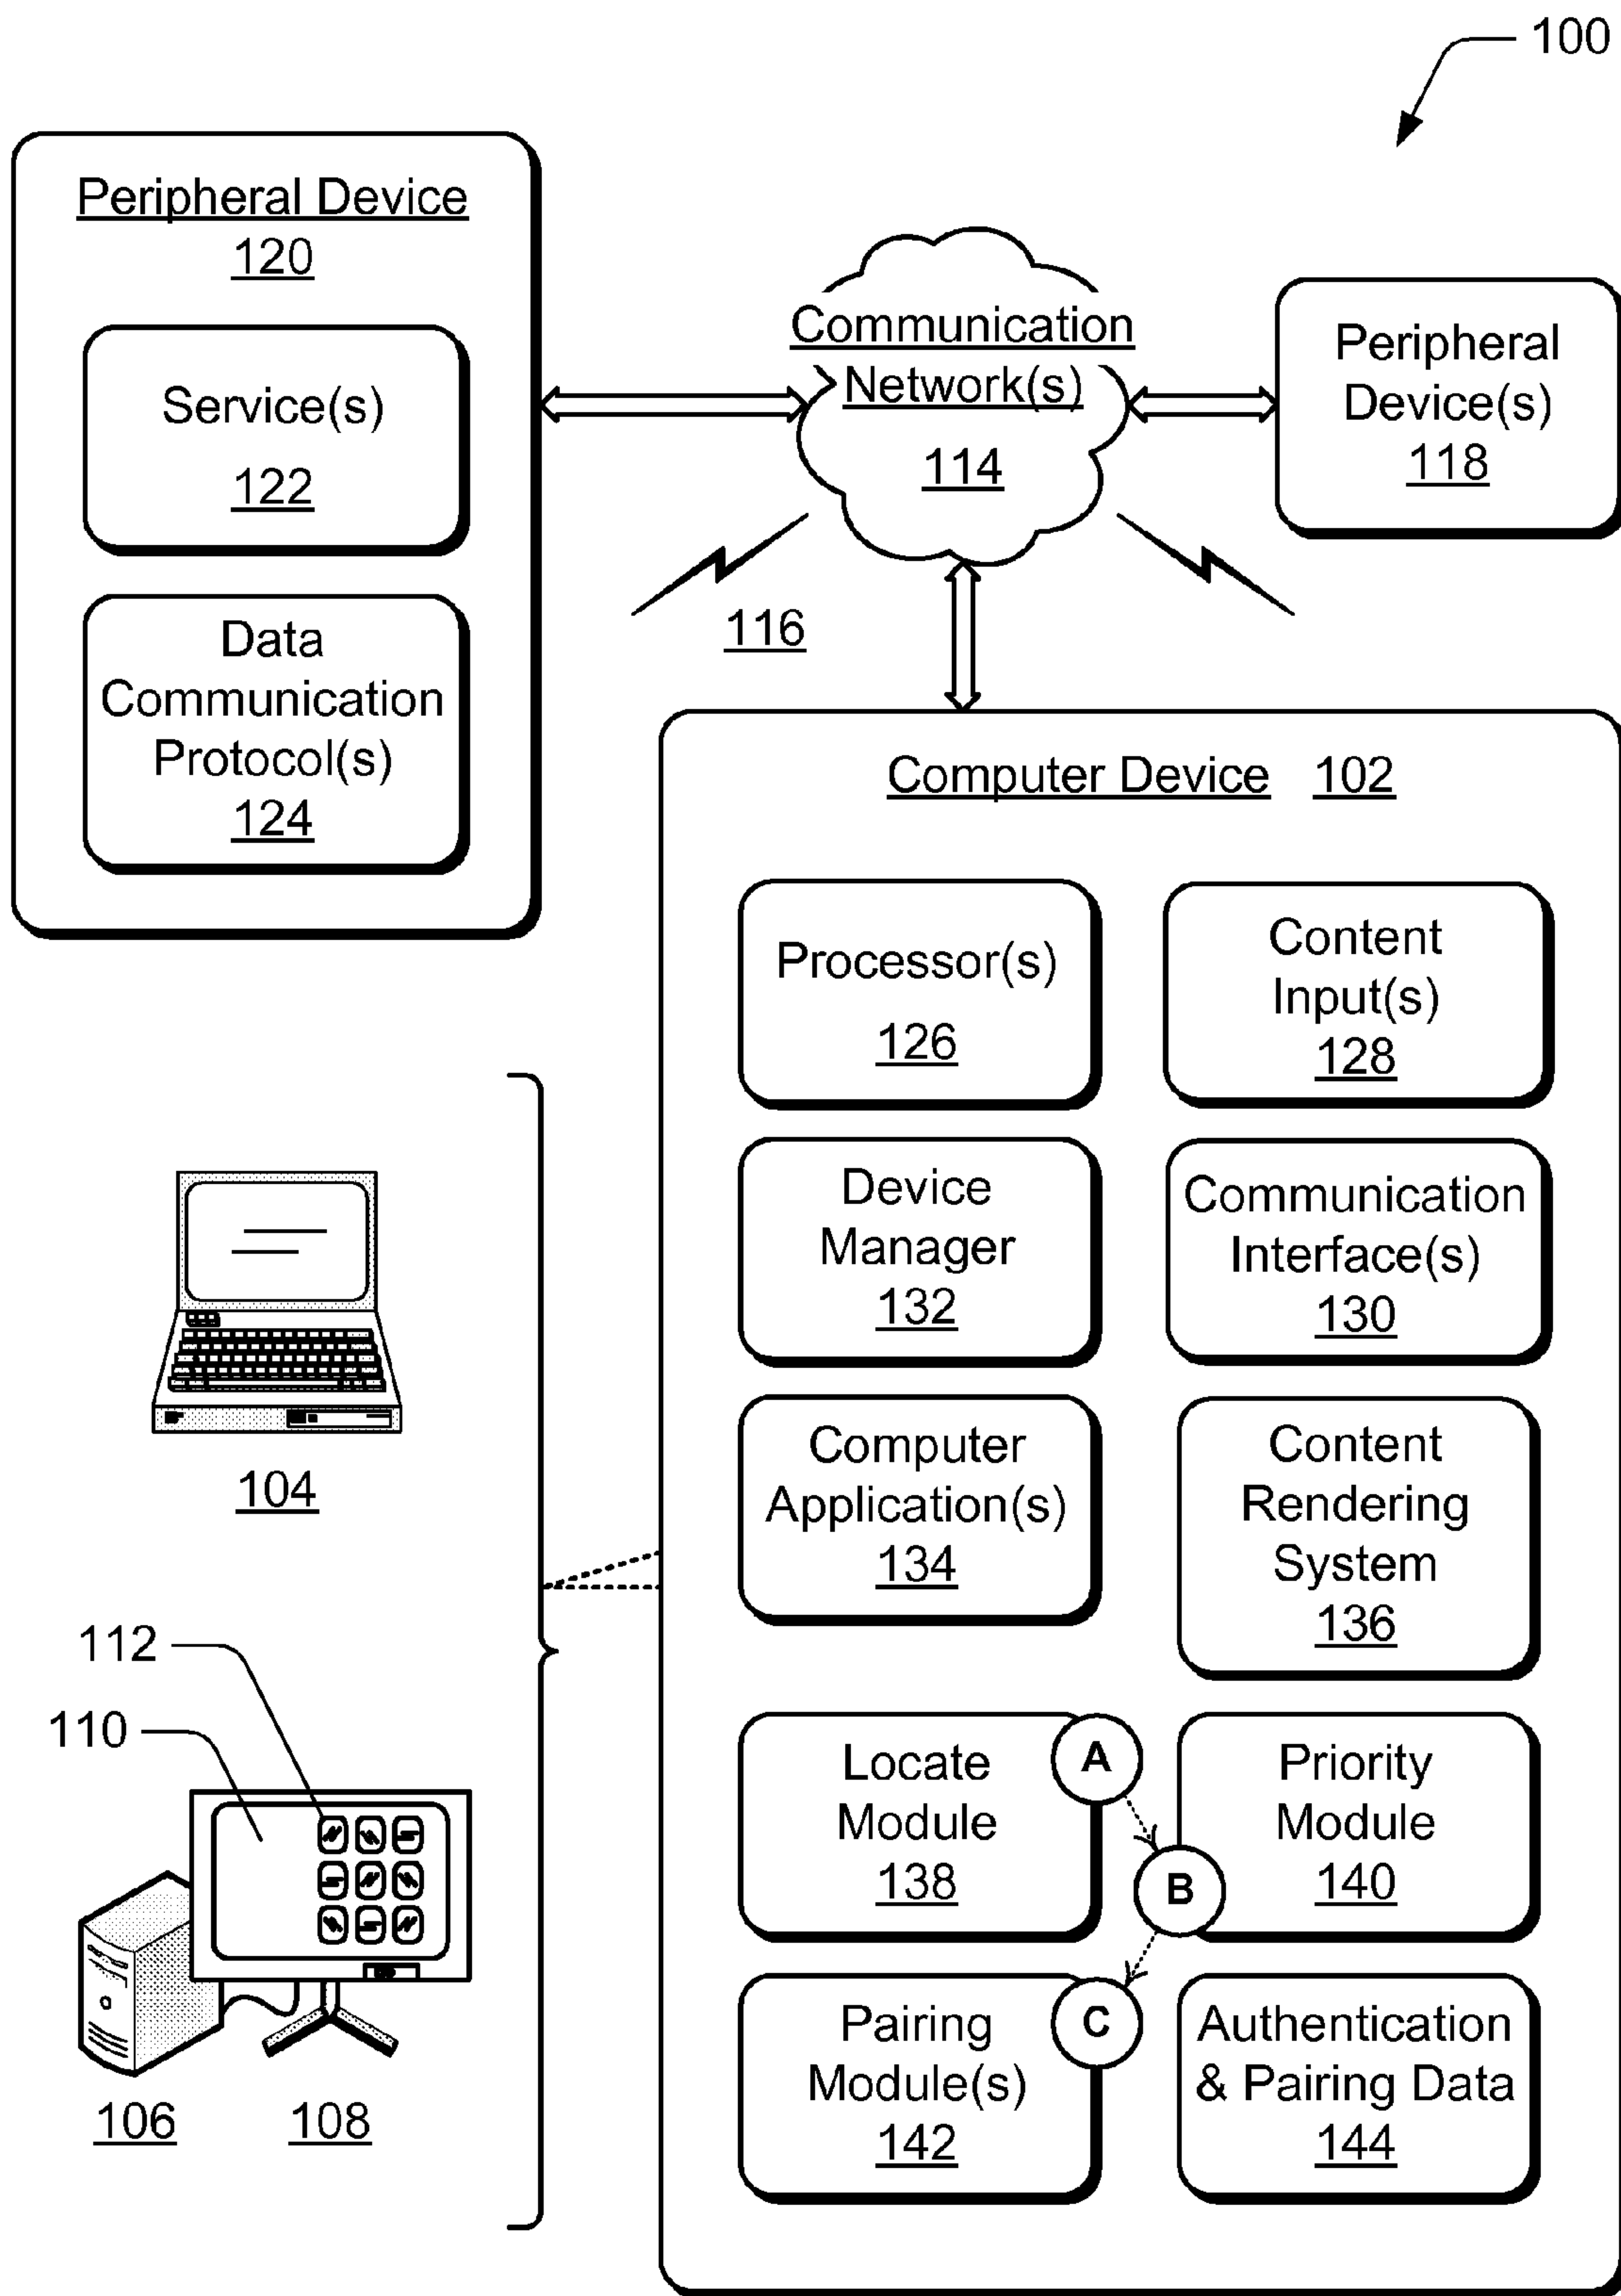 100
Peripheral Device
120
Service(s)
122
Data
Communication
Protocol(s)
124
Communication
Network(s)
114
Peripheral
Device(s)
118
116
Computer Device 102
Processor(s)
126
Content
Input(s)
128
Device
Manager
132
Communication
Interface(s)
130
Computer
Application(s)
134
Content
Rendering
System
136
Locate
Module
138
A
Priority
Module
140
B
Pairing
Module(s)
142
C
Authentication
& Pairing Data
144
104
112
110
106
108